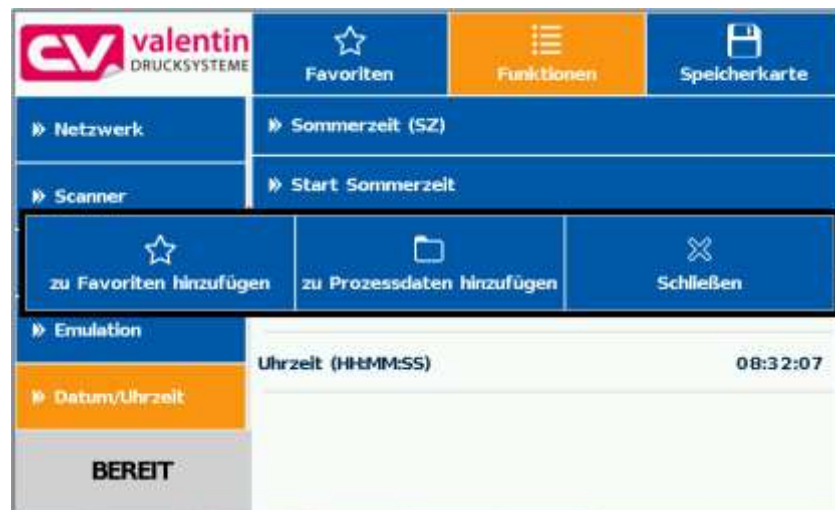 valentin
DRUCKSYSTEME
Favoriten
Funktionen
Speicherkarte
Netzwerk
Sommerzeit (SZ)
Scanner
Start Sommerzeit
zu Favoriten hinzufügen
zu Prozessdaten hinzufügen
Schließen
Emulation
Uhrzeit (HH:MM:SS) 08:32:07
Datum/Uhrzeit
BEREIT